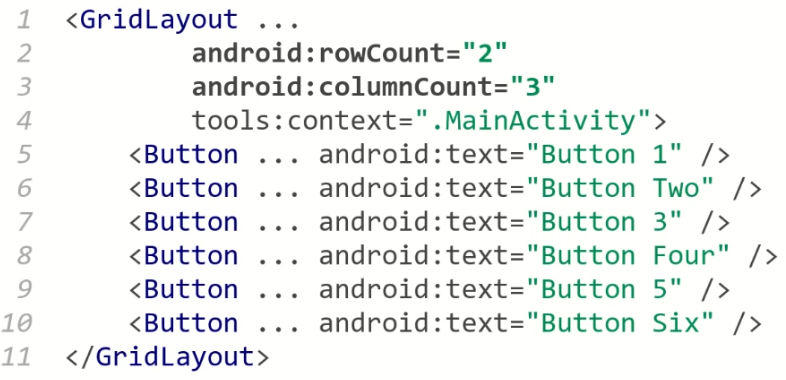 1 <GridLayout ...
2 android:rowCount="2"
3 android:columnCount="3"
4 tools:context=".MainActivity">
5 <Button ... android:text="Button 1" />
6 <Button ... android:text="Button Two" />
7 <Button ... android:text="Button 3" />
8 <Button ... android:text="Button Four" />
9 <Button ... android:text="Button 5" />
10 <Button ... android:text="Button Six" />
11 </GridLayout>